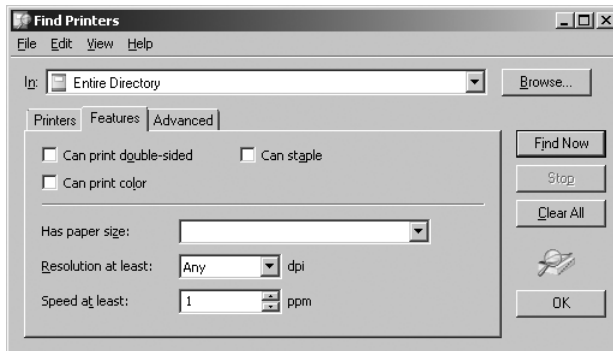 Find Printers
File Edit View Help
In: Entire Directory Browse...
Printers Features Advanced
Find Now
Can print double-sided Can staple
Stop
Can print color
Clear All
Has paper size:
Resolution at least: Any dpi
Speed at least: 1 ppm OK